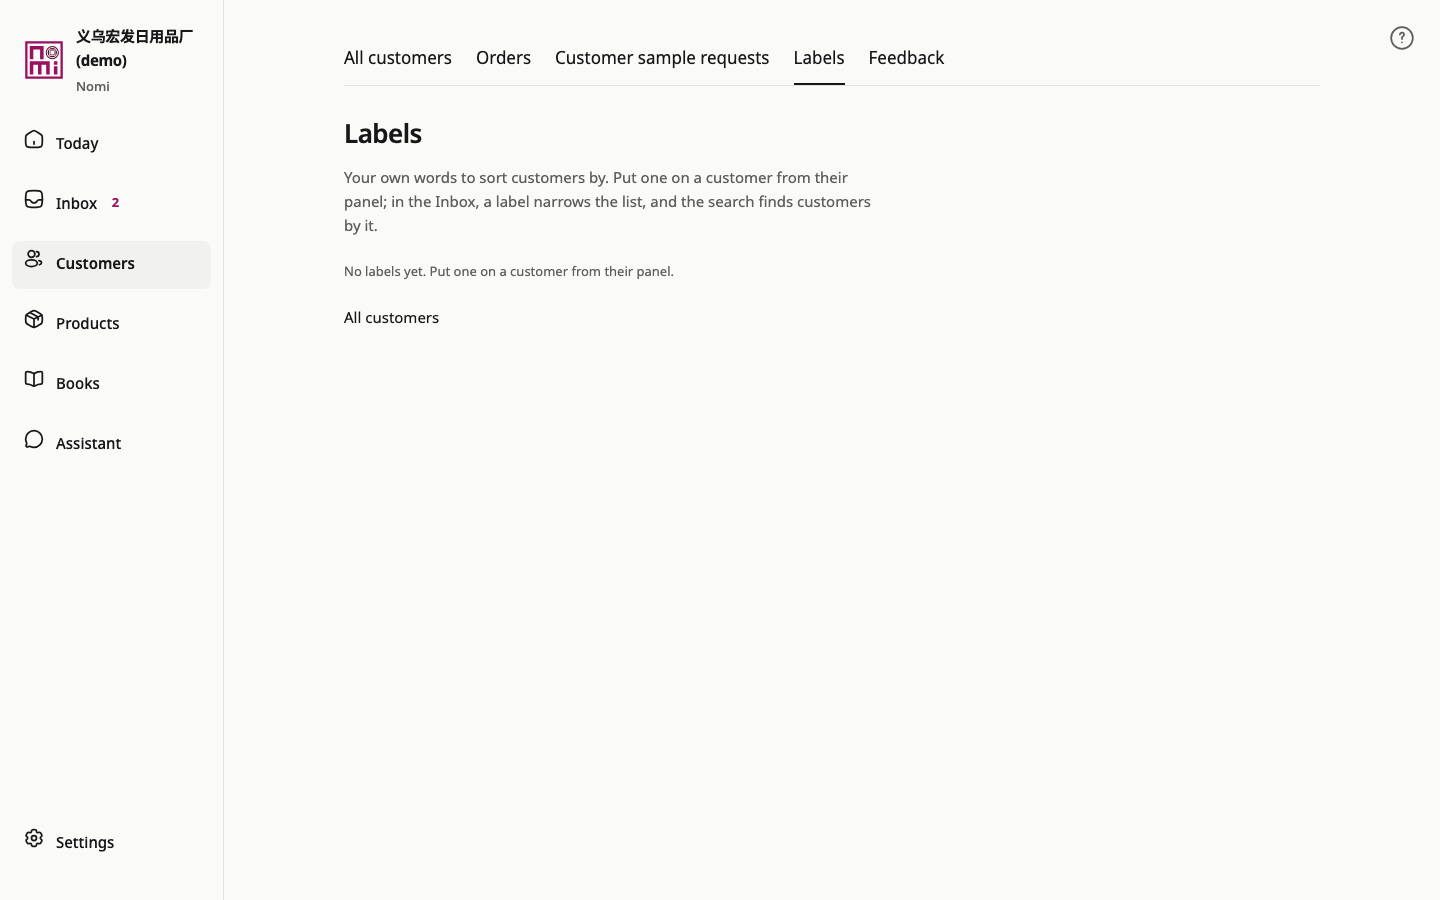 义乌宏发日用品厂
(demo)
Nomi
Today
Inbox 2
Customers
Products
Books
Assistant
Settings
All customers Orders Customer sample requests Labels Feedback
Labels
Your own words to sort customers by. Put one on a customer from their
panel; in the Inbox, a label narrows the list, and the search finds customers
by it.
No labels yet. Put one on a customer from their panel.
All customers